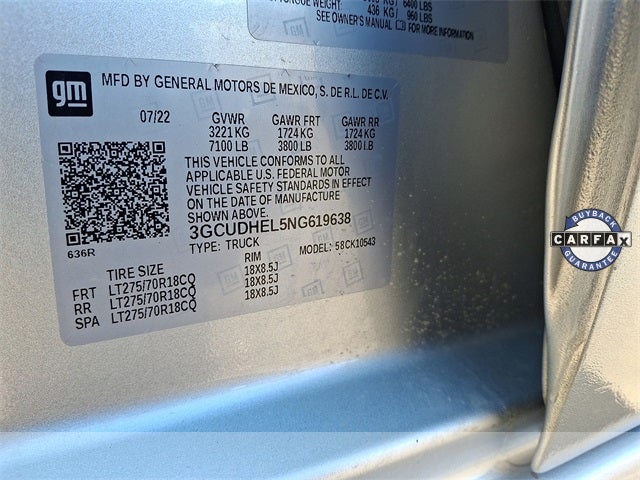 TONGUE WEIGHT: 436 KG/ 960 LBS
6400 LBS
SEE OWNER'S MANUAL FOR MORE INFORMATION
gm
MFD BY GENERAL MOTORS DE MEXICO, S. DE R.L. DE C.V.
07/22 GVWR GAWR FRT GAWR RR
3221 KG 1724 KG 1724 KG
7100 LB 3800 LB 3800 LB
THIS VEHICLE CONFORMS TO ALL
APPLICABLE U.S. FEDERAL MOTOR
VEHICLE SAFETY STANDARDS IN EFFECT
ON THE DATE OF MANUFACTURE
SHOWN ABOVE.
636R
3GCUDHEL5NG619638
TYPE: TRUCK MODEL: 58CK10543
TIRE SIZE RIM
FRT LT275/70R18CQ 18X8.5J
RR LT275/70R18CQ 18X8.5J
SPA LT275/70R18CQ 18X8.5J
BUYBACK
CARFAX
GUARANTEE